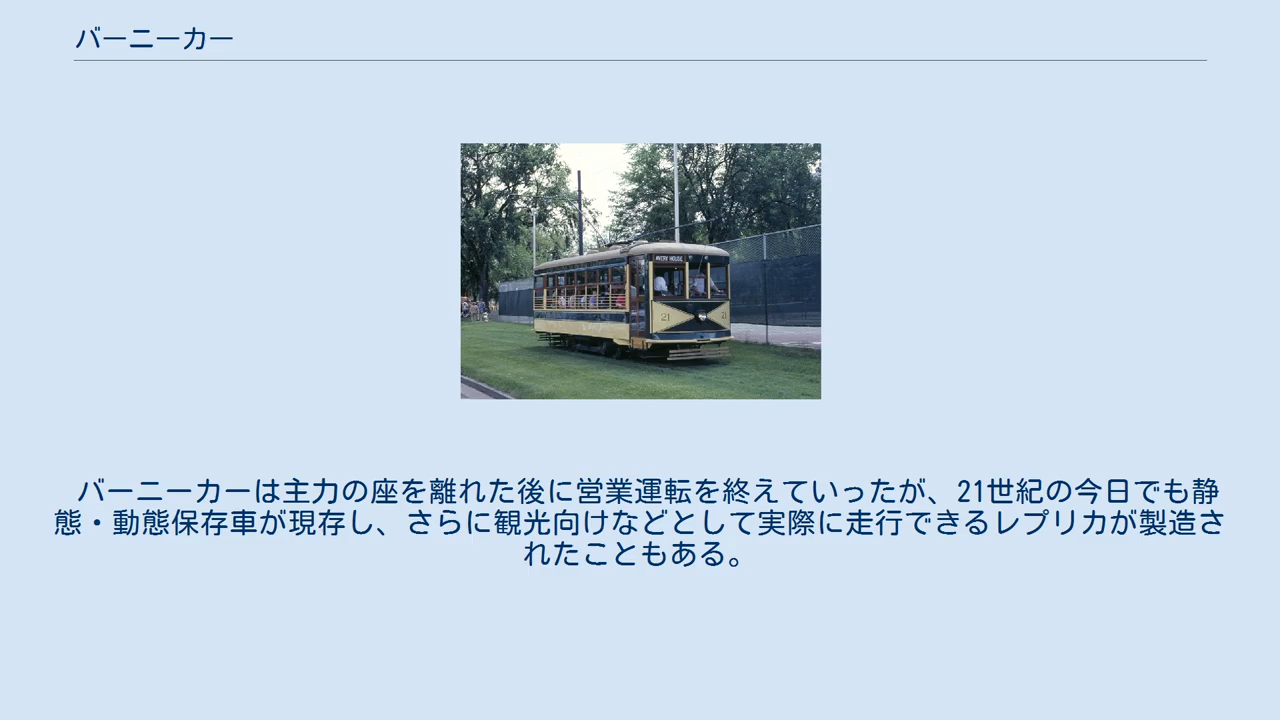 バーニーカー
AVERY HOUSE
21
21
バーニーカーは主力の座を離れた後に営業運転を終えていったが、21世紀の今日でも静
態・動態保存車が現存し、さらに観光向けなどとして実際に走行できるレプリカが製造さ
れたこともある。